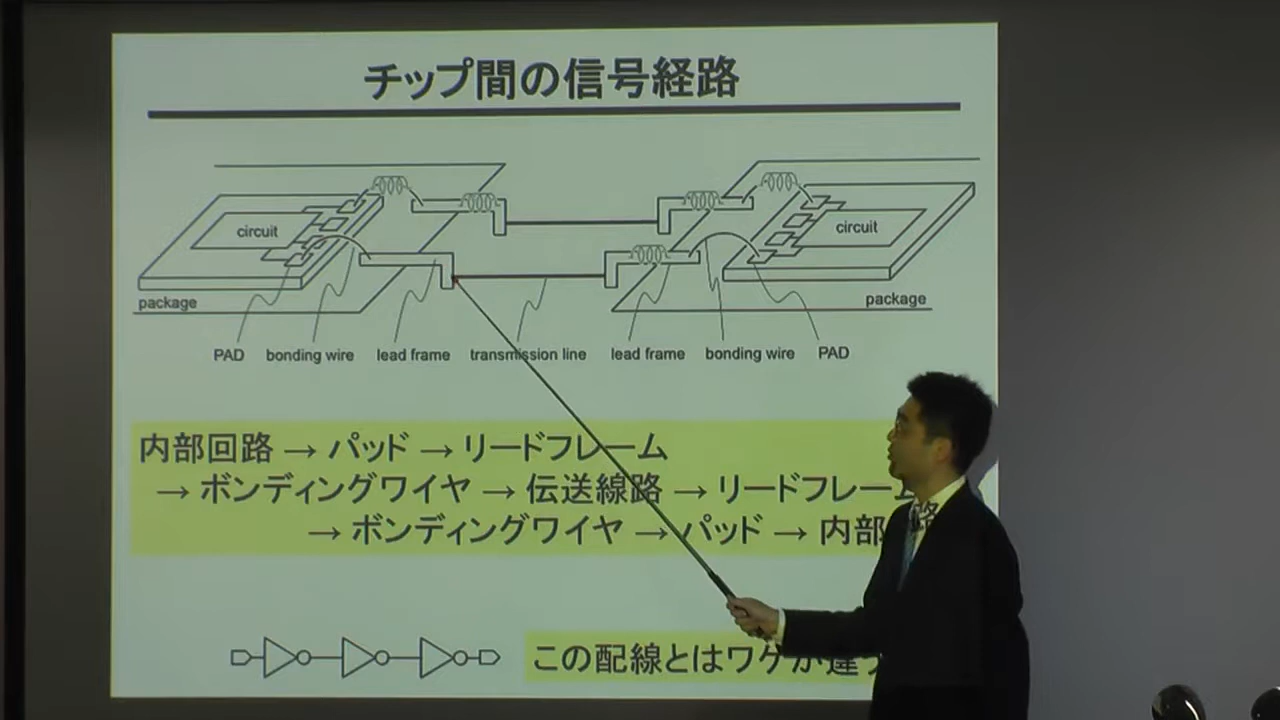 チップ間の信号経路
circuit
circuit
package
package
PAD bonding wire lead frame transmission line lead frame bonding wire PAD
内部回路 → パッド → リードフレーム
→ ボンディングワイヤ → 伝送線路 → リードフレーム
→ ボンディングワイヤ → パッド → 内部 路
この配線とはワケが違う